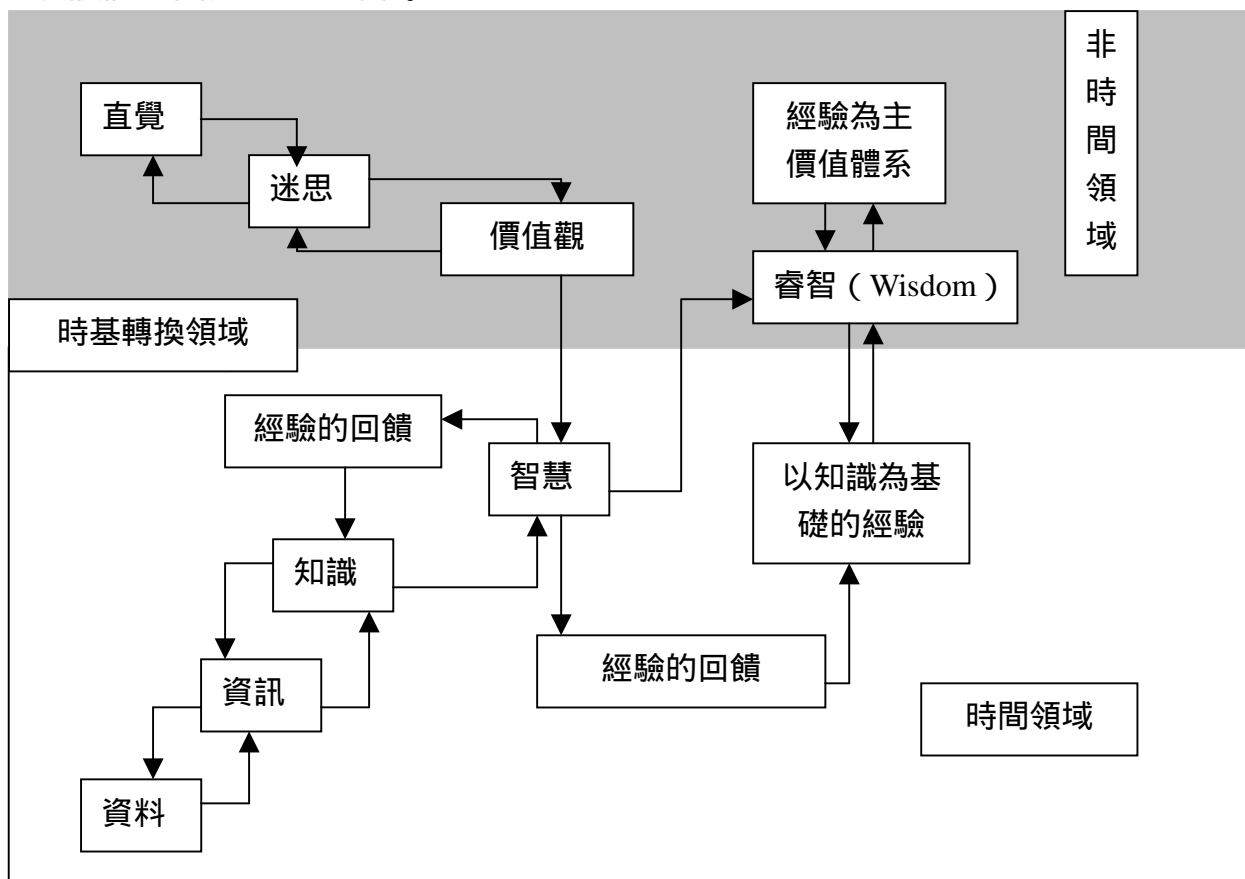 非時間領域
直覺
經驗為主
價值體系
迷思
價值觀
睿智（Wisdom）
時基轉換領域
經驗的回饋
智慧
以知識為基
礎的經驗
知識
經驗的回饋
資訊
時間領域
資料